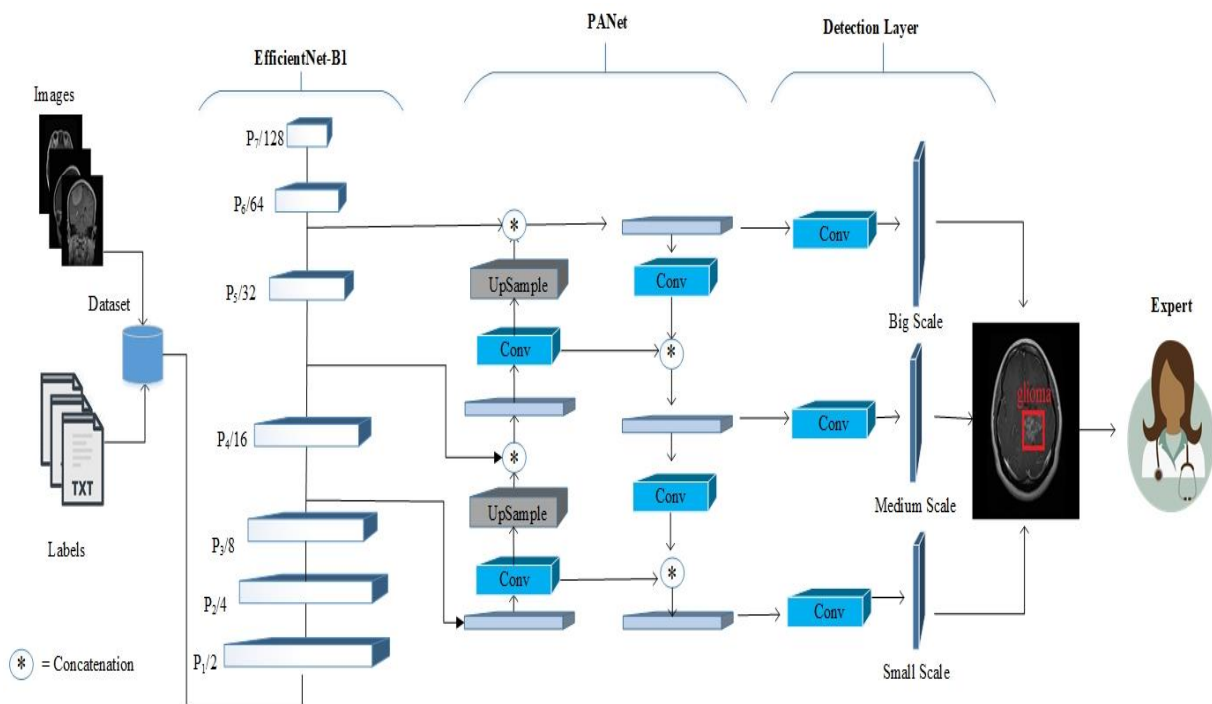 PANet
Detection Layer
EfficientNet-B1
Images
P₇/128
P₆/64
P₅/32
P₄/16
P₃/8
P₂/4
P₁/2
Dataset
TXT
Labels
* = Concatenation
*
UpSample
Conv
*
UpSample
Conv
Conv
*
Conv
*
Conv
Big Scale
Conv
Medium Scale
Conv
Small Scale
glioma
Expert